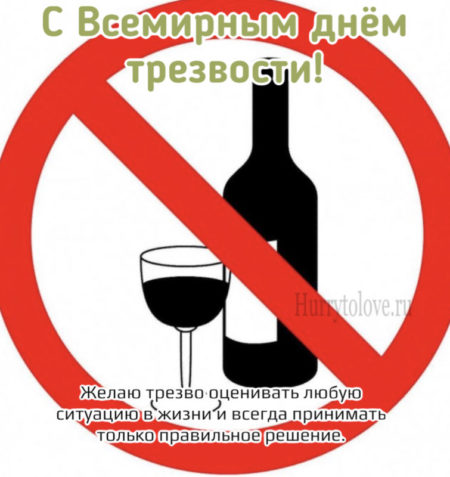 С Всемирным днём
трезвости!
Hurrytolove.ru
Желаю трезво оценивать любую
ситуацию в жизни и всегда принимать
только правильное решение.